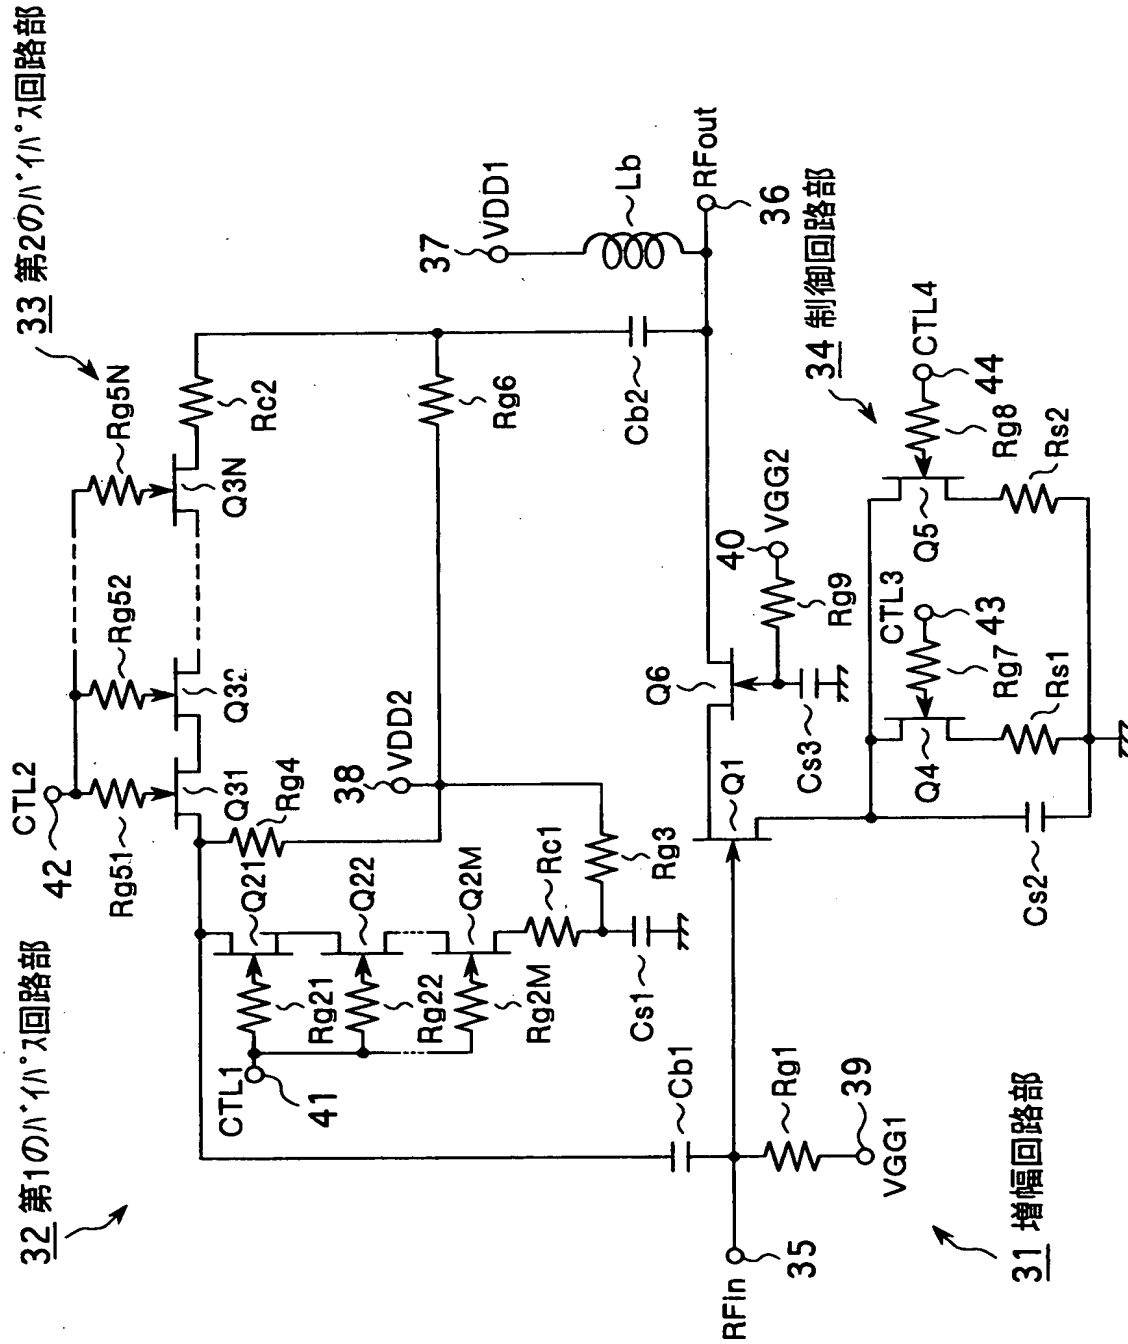 32 第1のバイパス回路部
33 第2のバイパス回路部
42
CTL2
Rg51
Rg52
Rg5N
Q31
Q32
Q3N
Rc2
Rg4
38
VDD2
Rg6
37
VDD1
Lb
Cb2
RFout
36
Q21
Q22
Q2M
Rg21
Rg22
Rg2M
CTL1
41
Rc1
Rg3
Cs1
Cb1
Q1
Q6
40
VGG2
Rg9
Cs3
34 制御回路部
CTL3
43
Rg7
Q4
Rs1
CTL4
44
Rg8
Q5
Rs2
Cs2
RFin
35
Rg1
39
VGG1
31 増幅回路部